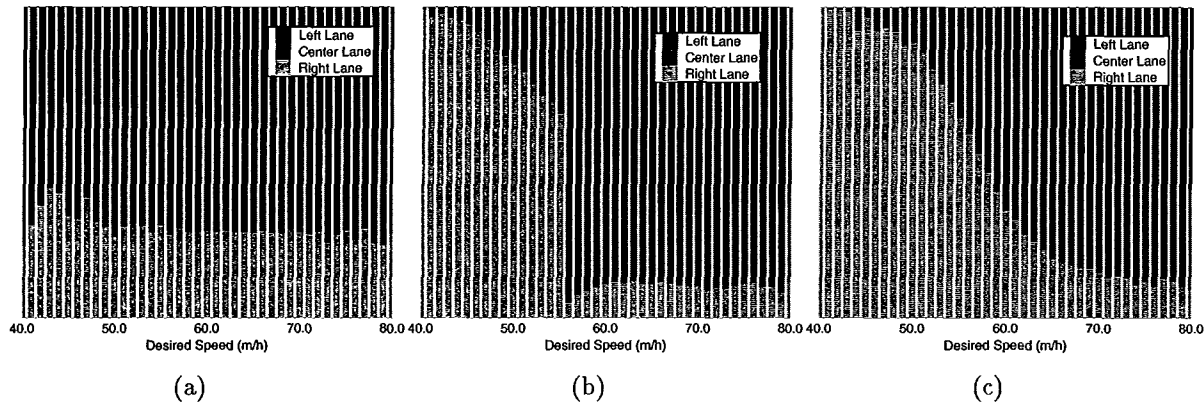 Left Lane
Center Lane
Right Lane
40.0 50.0 60.0 70.0 80.0
Desired Speed (m/h)
(a)
Left Lane
Center Lane
Right Lane
40.0 50.0 60.0 70.0 80.0
Desired Speed (m/h)
(b)
Left Lane
Center Lane
Right Lane
40.0 50.0 60.0 70.0 80.0
Desired Speed (m/h)
(c)